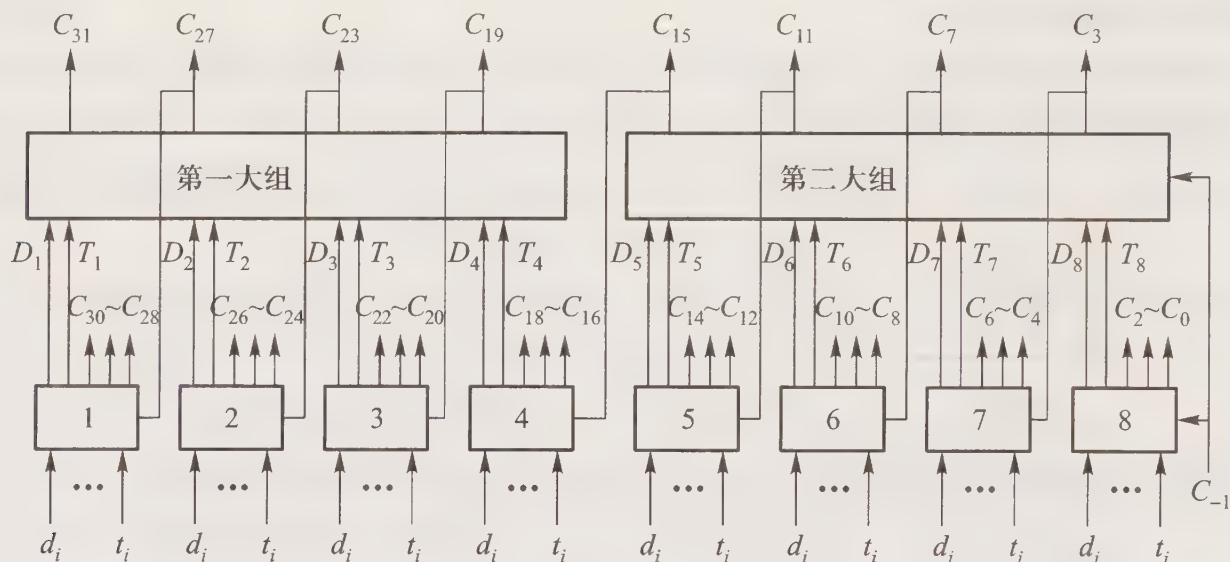 C₃₁ C₂₇ C₂₃ C₁₉ C₁₅ C₁₁ C₇ C₃
第一大组 第二大组
D₁ T₁ D₂ T₂ D₃ T₃ D₄ T₄ D₅ T₅ D₆ T₆ D₇ T₇ D₈ T₈
C₃₀~C₂₈ C₂₆~C₂₄ C₂₂~C₂₀ C₁₈~C₁₆ C₁₄~C₁₂ C₁₀~C₈ C₆~C₄ C₂~C₀
1 2 3 4 5 6 7 8
... ... ... ... ... ... ... ... C₋₁
dᵢ tᵢ dᵢ tᵢ dᵢ tᵢ dᵢ tᵢ dᵢ tᵢ dᵢ tᵢ dᵢ tᵢ dᵢ tᵢ